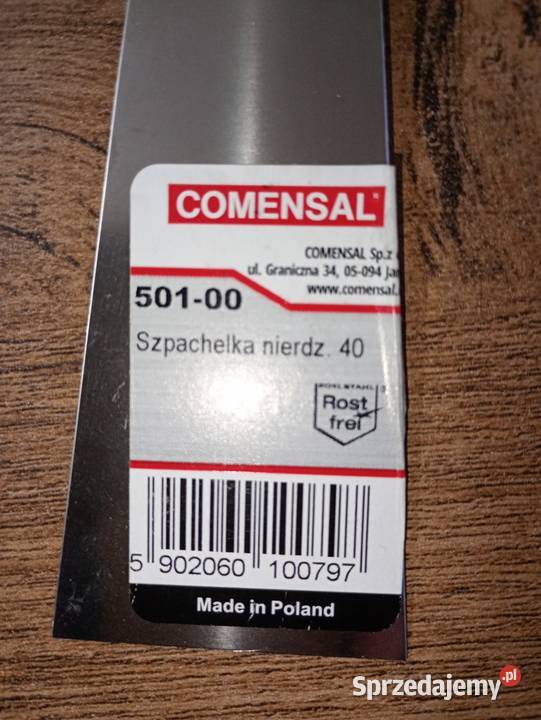 COMENSAL
COMENSAL Sp.z
ul. Graniczna 34, 05-094 Jan
www.comensal.
501-00
Szpachelka nierdz. 40
Rost
frei
5 902060 100797
Made in Poland
Sprzedajemy.pl